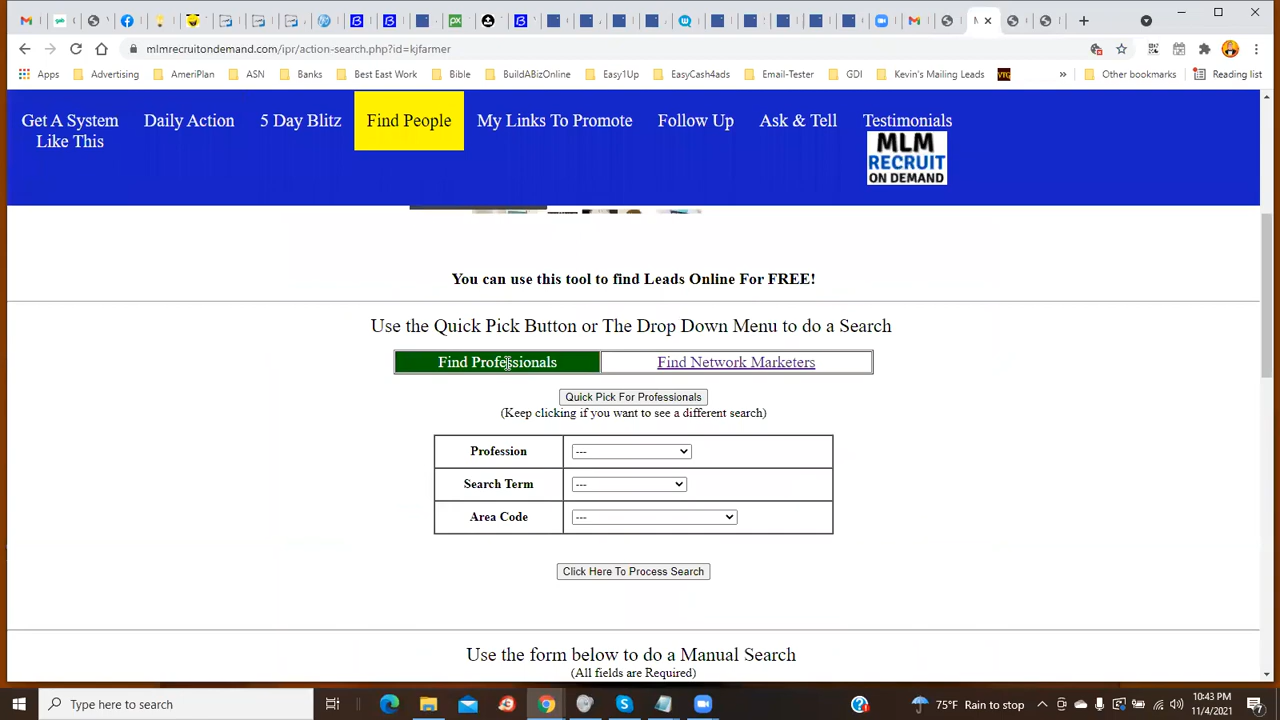 mlmrecruitondemand.com/ipr/action-search.php?id=kjfarmer
Apps Advertising AmeriPlan ASN Banks Best East Work Bible BuildABizOnline Easy1Up EasyCash4ads Email-Tester GDI Kevin's Mailing Leads VTG » Other bookmarks Reading list
Get A System Like This Daily Action 5 Day Blitz Find People My Links To Promote Follow Up Ask & Tell Testimonials
MLM
RECRUIT
ON DEMAND
You can use this tool to find Leads Online For FREE!
Use the Quick Pick Button or The Drop Down Menu to do a Search
Find Professionals Find Network Marketers
Quick Pick For Professionals
(Keep clicking if you want to see a different search)
Profession ---
Search Term ---
Area Code ---
Click Here To Process Search
Use the form below to do a Manual Search
(All fields are Required)
Type here to search 75°F Rain to stop 10:43 PM
11/4/2021